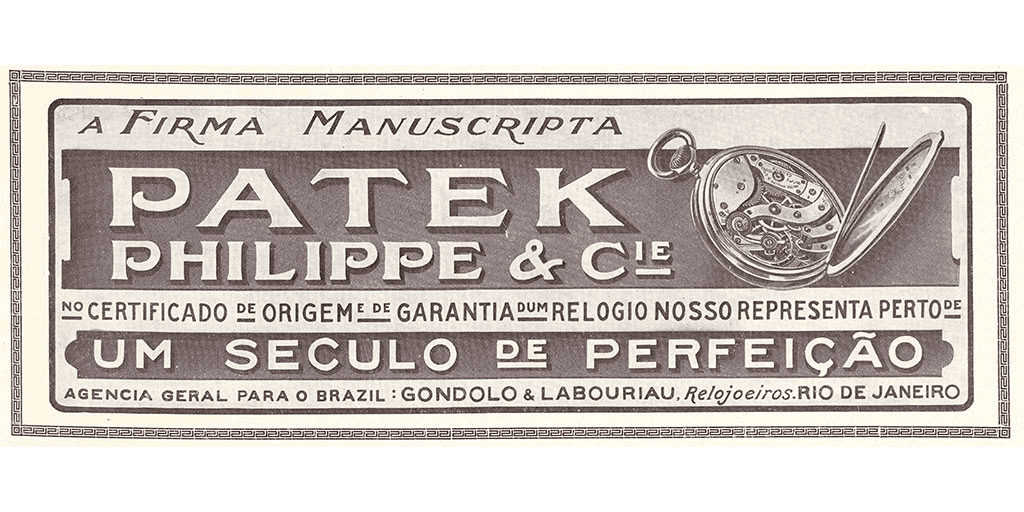 A FIRMA MANUSCRIPTA
PATEK
PHILIPPE & CIE
NO CERTIFICADO DE ORIGEM E DE GARANTIA DUM RELOGIO NOSSO REPRESENTA PERTO DE
UM SECULO DE PERFEIÇÃO
AGENCIA GERAL PARA O BRAZIL: GONDOLO & LABOURIAU, Relojoeiros. RIO DE JANEIRO